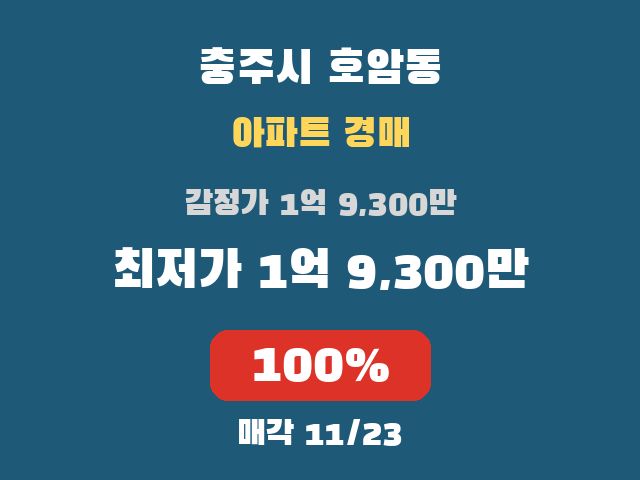 충주시 호암동
아파트 경매
감정가 1억 9,300만
최저가 1억 9,300만
100%
매각 11/23